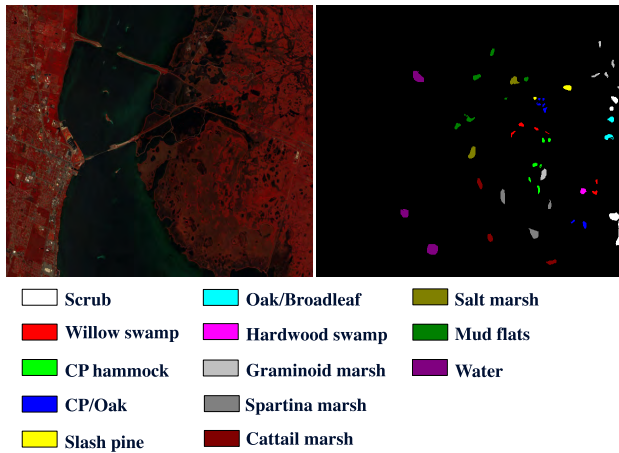 Scrub
Willow swamp
CP hammock
CP/Oak
Slash pine
Oak/Broadleaf
Hardwood swamp
Graminoid marsh
Spartina marsh
Cattail marsh
Salt marsh
Mud flats
Water